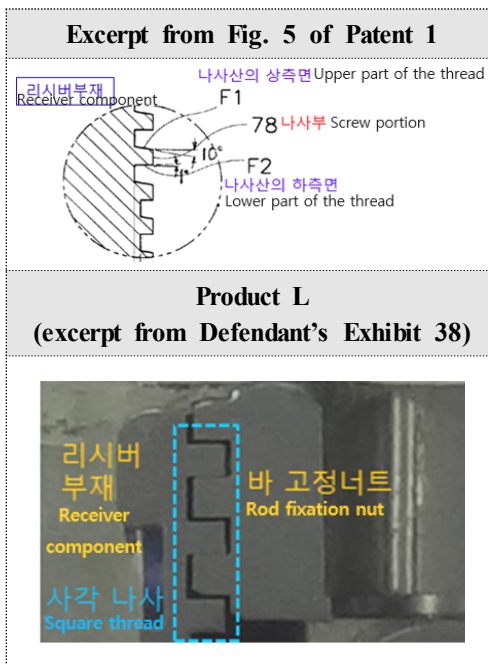 Excerpt from Fig. 5 of Patent 1
나사산의 상측면 Upper part of the thread
리시버부재
Receiver component
F1
78 나사부 Screw portion
10°
1°
F2
나사산의 하측면
Lower part of the thread
Product L
(excerpt from Defendant's Exhibit 38)
리시버
부재
Receiver
component
바 고정너트
Rod fixation nut
사각 나사
Square thread